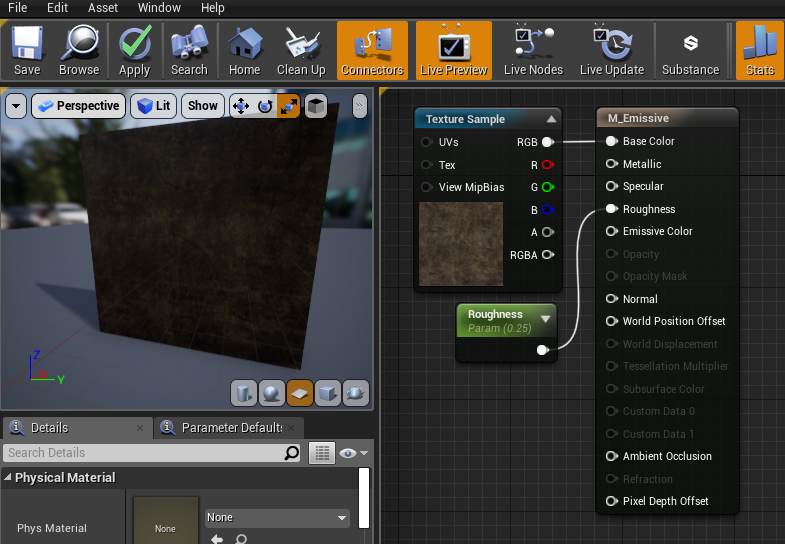 File Edit Asset Window Help
Save Browse Apply Search Home Clean Up Connectors Live Preview Live Nodes Live Update Substance Stats
Perspective Lit Show
Z
X
Y
Texture Sample
UVs RGB
Tex R
View MipBias G
B
A
RGBA
Roughness
Param (0.25)
M_Emissive
Base Color
Metallic
Specular
Roughness
Emissive Color
Opacity
Opacity Mask
Normal
World Position Offset
World Displacement
Tessellation Multiplier
Subsurface Color
Custom Data 0
Custom Data 1
Ambient Occlusion
Refraction
Pixel Depth Offset
Details Parameter Defaults
Search Details
Physical Material
Phys Material None None